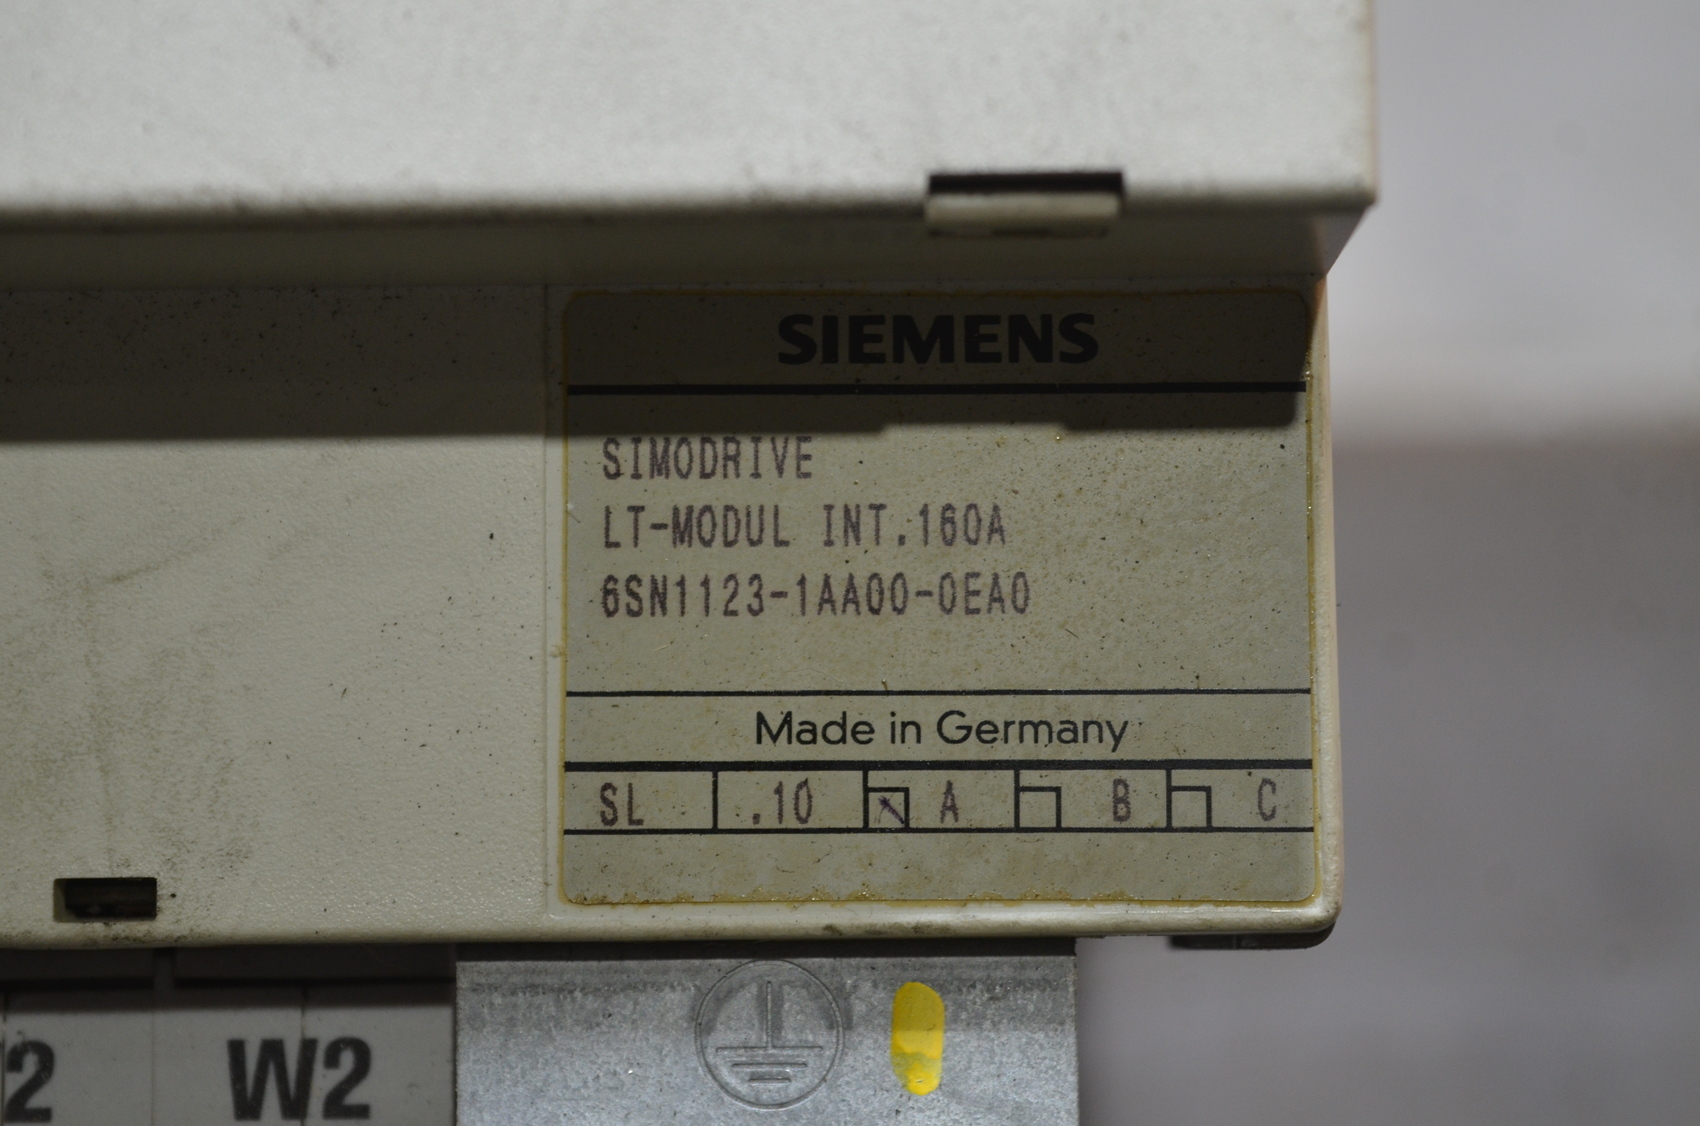 SIEMENS
SIMODRIVE
LT-MODUL INT.160A
6SN1123-1AA00-0EA0
Made in Germany
SL .10 A B C
2 W2